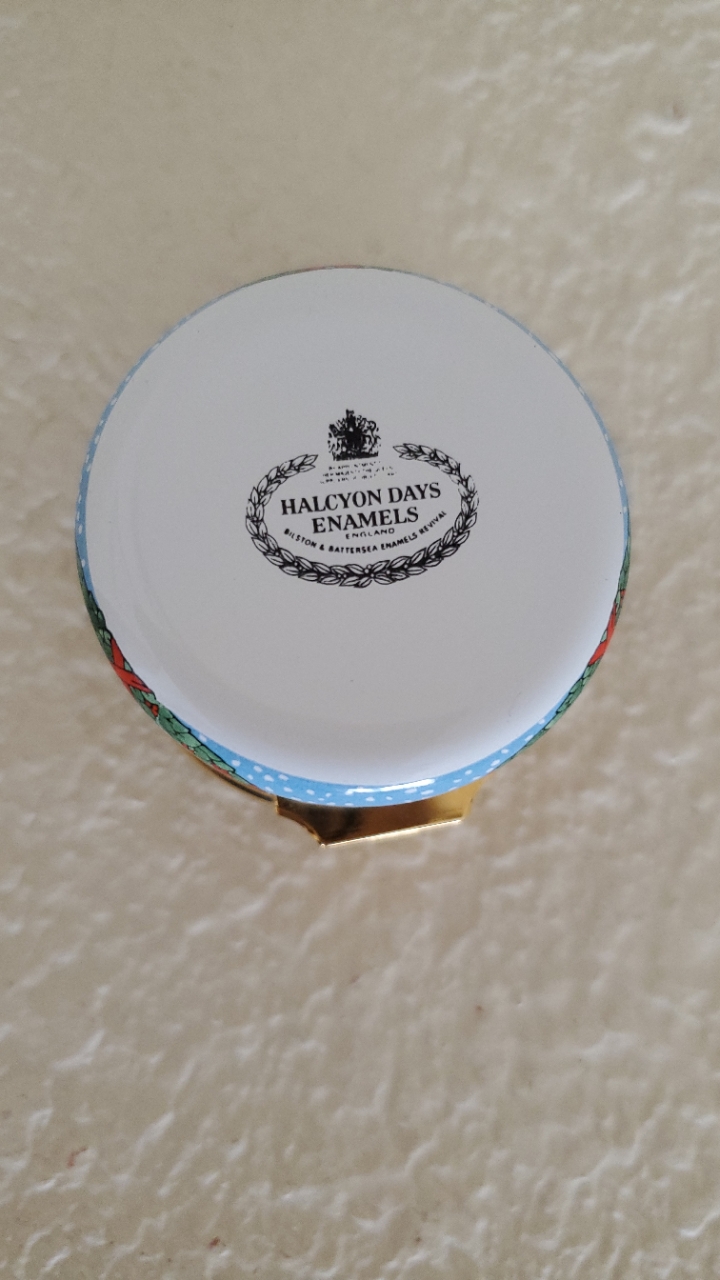 HALCYON DAYS
ENAMELS
ENGLAND
BILSTON & BATTERSEA ENAMELS REVIVAL